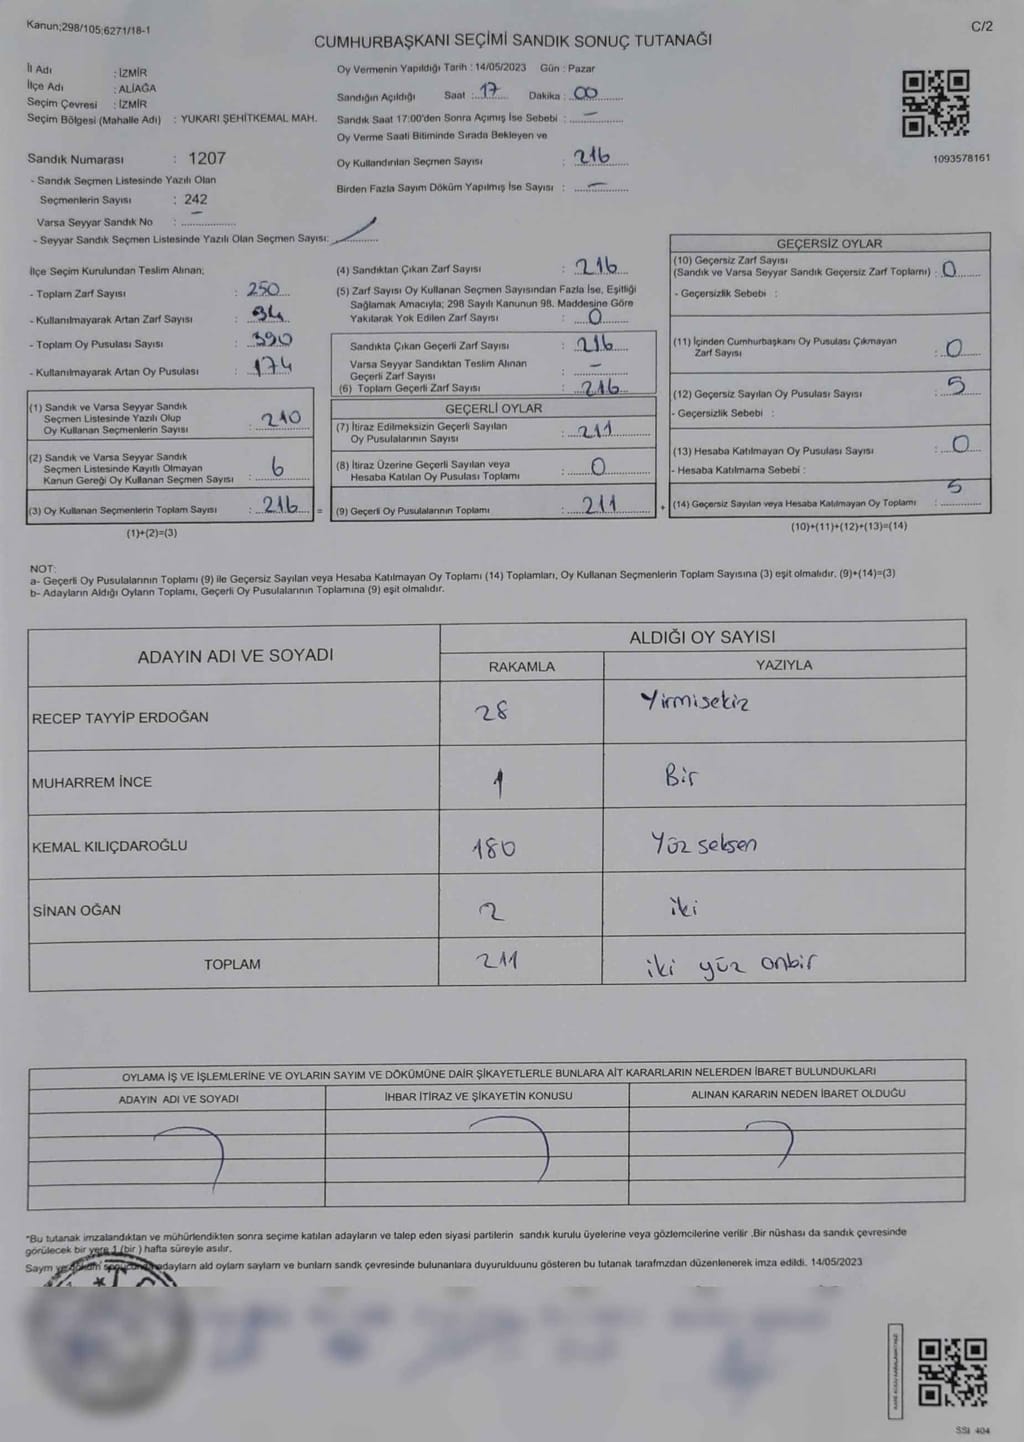 Kanun;298/105;6271/18-1
C/2
CUMHURBAŞKANI SEÇİMİ SANDIK SONUÇ TUTANAĞI
İl Adı : İZMİR
İlçe Adı : ALİAĞA
Seçim Çevresi : İZMİR
Seçim Bölgesi (Mahalle Adı) : YUKARI ŞEHİTKEMAL MAH.
Sandık Numarası : 1207
- Sandık Seçmen Listesinde Yazılı Olan
Seçmenlerin Sayısı : 242
Varsa Seyyar Sandık No : –
- Seyyar Sandık Seçmen Listesinde Yazılı Olan Seçmen Sayısı:
Oy Vermenin Yapıldığı Tarih : 14/05/2023 Gün : Pazar
Sandığın Açıldığı Saat : 17 Dakika : 00
Sandık Saat 17:00'den Sonra Açımış İse Sebebi : –
Oy Verme Saati Bitiminde Sırada Bekleyen ve
Oy Kullandırılan Seçmen Sayısı : 216
Birden Fazla Sayım Döküm Yapılmış İse Sayısı : –
1093578161
İlçe Seçim Kurulundan Teslim Alınan;
- Toplam Zarf Sayısı : 250
- Kullanılmayarak Artan Zarf Sayısı : 34
- Toplam Oy Pusulası Sayısı : 390
- Kullanılmayarak Artan Oy Pusulası : 174
(1) Sandık ve Varsa Seyyar Sandık
Seçmen Listesinde Yazılı Olup
Oy Kullanan Seçmenlerin Sayısı : 210
(2) Sandık ve Varsa Seyyar Sandık
Seçmen Listesinde Kayıtlı Olmayan
Kanun Gereği Oy Kullanan Seçmen Sayısı : 6
(3) Oy Kullanan Seçmenlerin Toplam Sayısı : 216 =
(1)+(2)=(3)
(4) Sandıktan Çıkan Zarf Sayısı : 216
(5) Zarf Sayısı Oy Kullanan Seçmen Sayısından Fazla İse, Eşitliği
Sağlamak Amacıyla; 298 Sayılı Kanunun 98. Maddesine Göre
Yakılarak Yok Edilen Zarf Sayısı : 0
Sandıkta Çıkan Geçerli Zarf Sayısı : 216
Varsa Seyyar Sandıktan Teslim Alınan
Geçerli Zarf Sayısı : –
(6) Toplam Geçerli Zarf Sayısı : 216
GEÇERLİ OYLAR
(7) İtiraz Edilmeksizin Geçerli Sayılan
Oy Pusulalarının Sayısı : 211
(8) İtiraz Üzerine Geçerli Sayılan veya
Hesaba Katılan Oy Pusulası Toplamı : 0
(9) Geçerli Oy Pusulalarının Toplamı : 211 +
GEÇERSİZ OYLAR
(10) Geçersiz Zarf Sayısı
(Sandık ve Varsa Seyyar Sandık Geçersiz Zarf Toplamı) : 0
- Geçersizlik Sebebi :
(11) İçinden Cumhurbaşkanı Oy Pusulası Çıkmayan
Zarf Sayısı : 0
(12) Geçersiz Sayılan Oy Pusulası Sayısı : 5
- Geçersizlik Sebebi :
(13) Hesaba Katılmayan Oy Pusulası Sayısı : 0
- Hesaba Katılmama Sebebi :
(14) Geçersiz Sayılan veya Hesaba Katılmayan Oy Toplamı : 5
(10)+(11)+(12)+(13)=(14)
NOT:
a- Geçerli Oy Pusulalarının Toplamı (9) ile Geçersiz Sayılan veya Hesaba Katılmayan Oy Toplamı (14) Toplamları, Oy Kullanan Seçmenlerin Toplam Sayısına (3) eşit olmalıdır. (9)+(14)=(3)
b- Adayların Aldığı Oyların Toplamı, Geçerli Oy Pusulalarının Toplamına (9) eşit olmalıdır.
ADAYIN ADI VE SOYADI ALDIĞI OY SAYISI
RAKAMLA YAZIYLA
RECEP TAYYİP ERDOĞAN 28 Yirmisekiz
MUHARREM İNCE 1 Bir
KEMAL KILIÇDAROĞLU 180 Yüz seksen
SİNAN OĞAN 2 iki
TOPLAM 211 iki yüz onbir
OYLAMA İŞ VE İŞLEMLERİNE VE OYLARIN SAYIM VE DÖKÜMÜNE DAİR ŞİKAYETLERLE BUNLARA AİT KARARLARIN NELERDEN İBARET BULUNDUKLARI
ADAYIN ADI VE SOYADI İHBAR İTİRAZ VE ŞİKAYETİN KONUSU ALINAN KARARIN NEDEN İBARET OLDUĞU
*Bu tutanak imzalandıktan ve mühürlendikten sonra seçime katılan adayların ve talep eden siyasi partilerin sandık kurulu üyelerine veya gözlemcilerine verilir .Bir nüshası da sandık çevresinde
görülecek bir yere 1 (bir ) hafta süreyle asılır.
Sayım ve döküm sonucunda adayların ald oyların sayların ve bunların sandk çevresinde bulunanlara duyurulduunu gösteren bu tutanak tarafmzdan düzenlenerek imza edildi. 14/05/2023
SSI 404